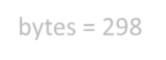 bytes = 298